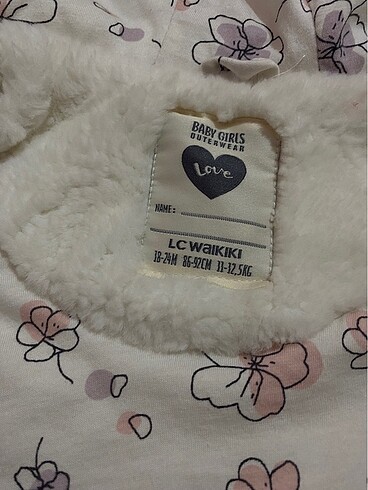 BABY GIRLS
OUTERWEAR
Love
NAME:
LC WAIKIKI
18-24M 86-92CM 11-12,5KG